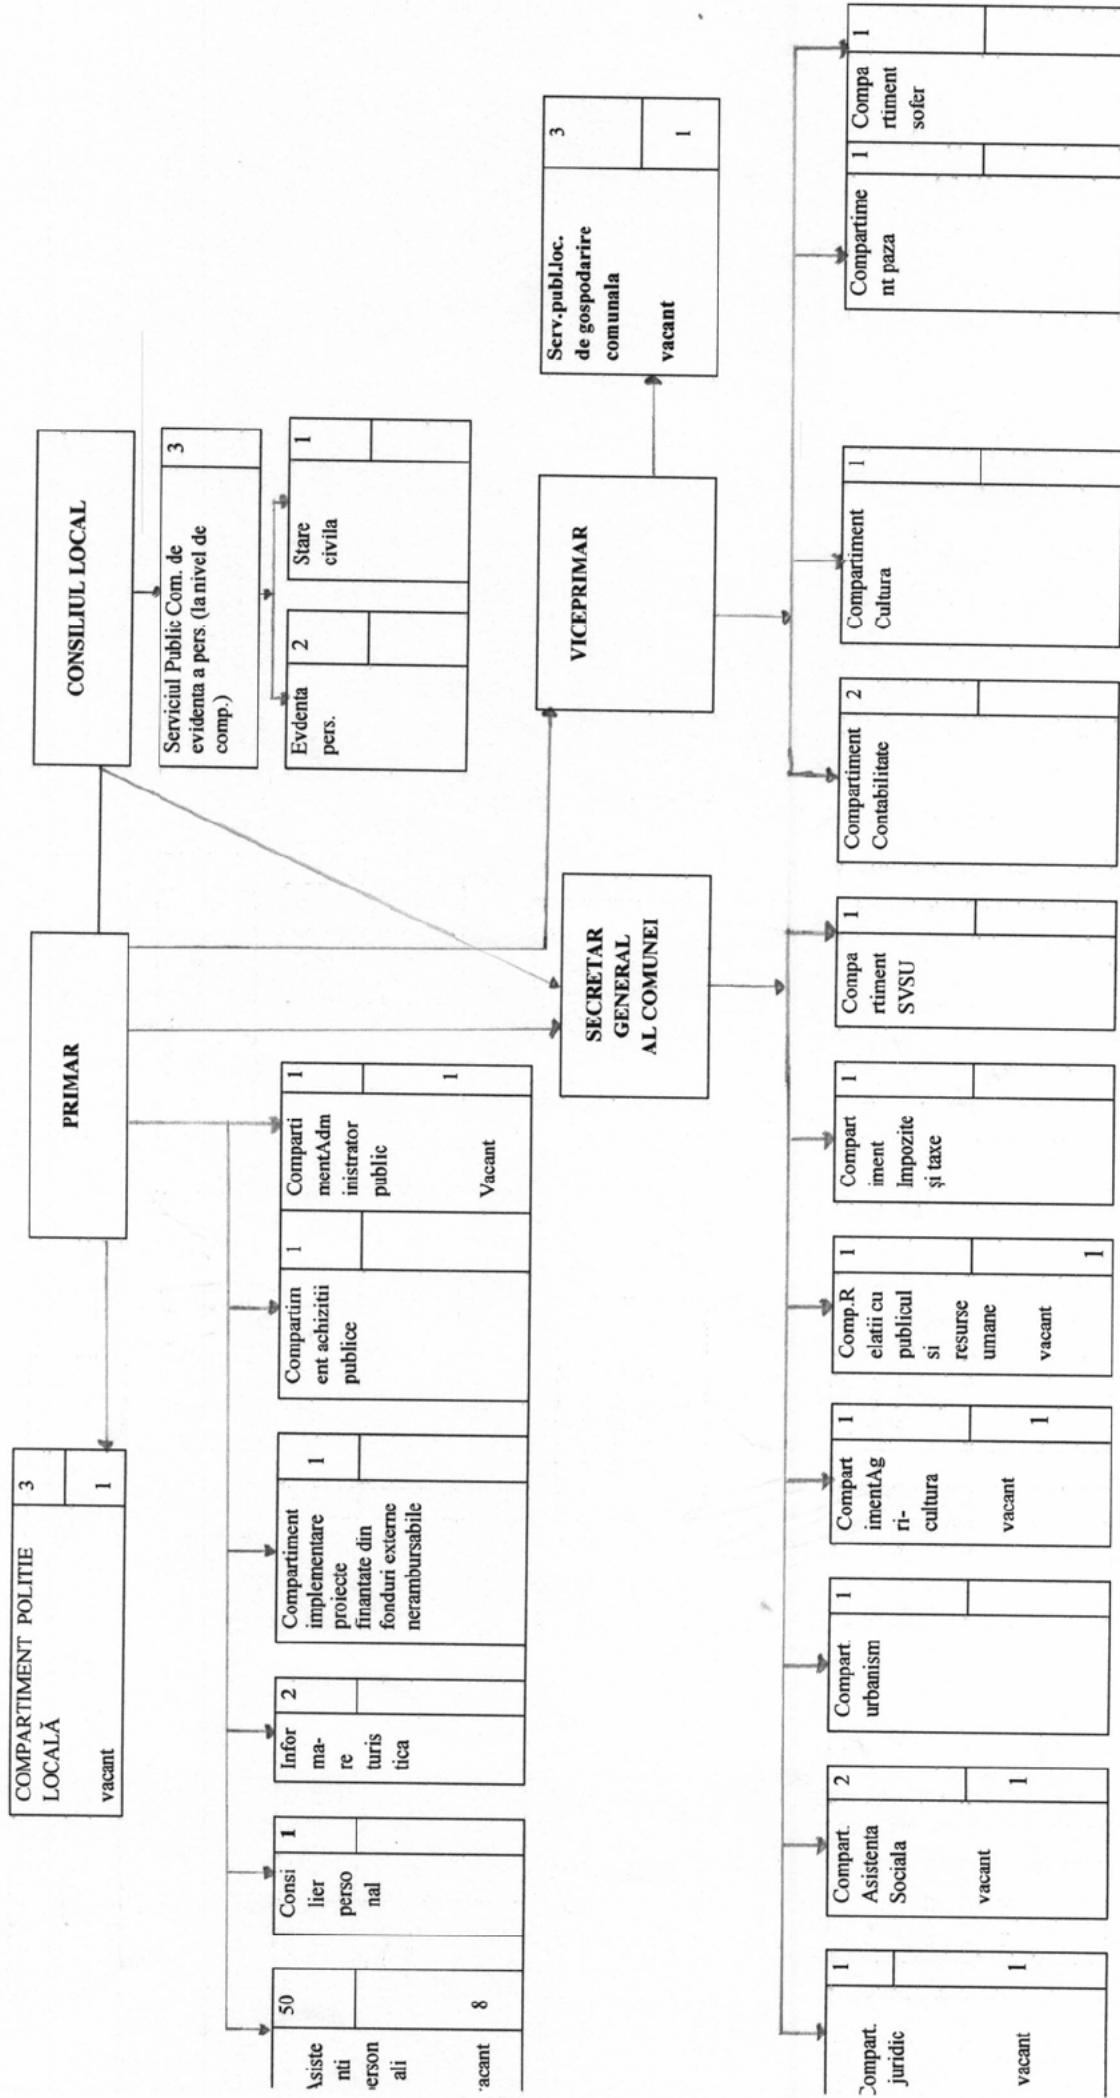 COMPARTIMENT POLITIE
LOCALĂ
vacant
3
1
PRIMAR
CONSILIUL LOCAL
Serviciul Public Com. de
evidenta a pers. (la nivel de
comp.)
3
Evdenta
pers.
2
Stare
civila
1
siste
nti
erson
ali
acant
50
8
Consi
lier
perso
nal
1
Infor
ma-
re
turis
tica
2
Compartiment
implementare
proiecte
finantate din
fonduri externe
nerambursabile
1
Compartim
ent achizitii
publice
1
Comparti
mentAdm
inistrator
public
Vacant
1
1
SECRETAR
GENERAL
AL COMUNEI
VICEPRIMAR
Serv.publ.loc.
de gospodarire
comunala
vacant
3
1
Compart.
juridic
vacant
1
1
Compart.
Asistenta
Sociala
vacant
2
1
Compart.
urbanism
1
Compart
imentAg
ri-
cultura
vacant
1
1
Comp.R
elatii cu
publicul
si
resurse
umane
vacant
1
1
Compart
iment
Impozite
și taxe
1
Compa
rtiment
SVSU
1
Compartiment
Contabilitate
2
Compartiment
Cultura
1
Compartime
nt paza
1
Compa
rtiment
sofer
1